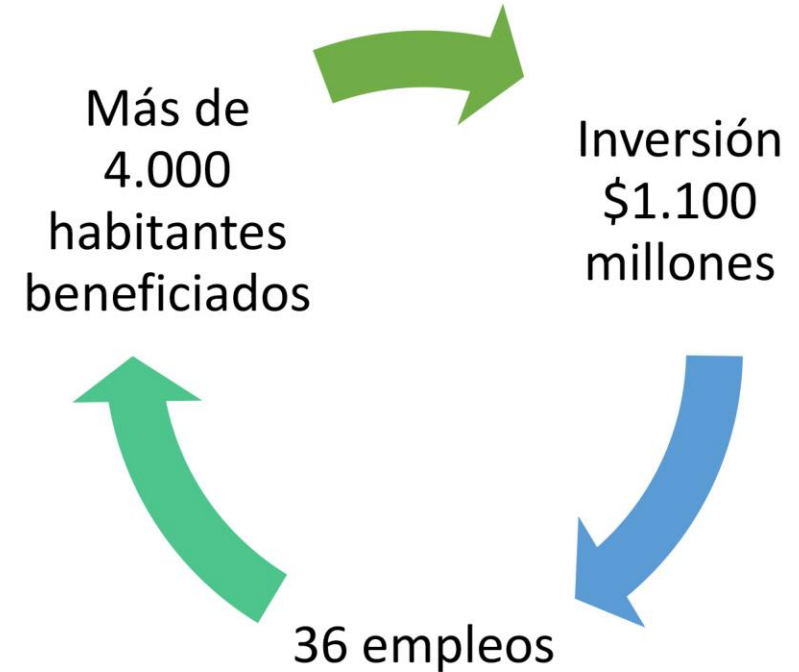 Más de
4.000
habitantes
beneficiados
Inversión
$1.100
millones
36 empleos